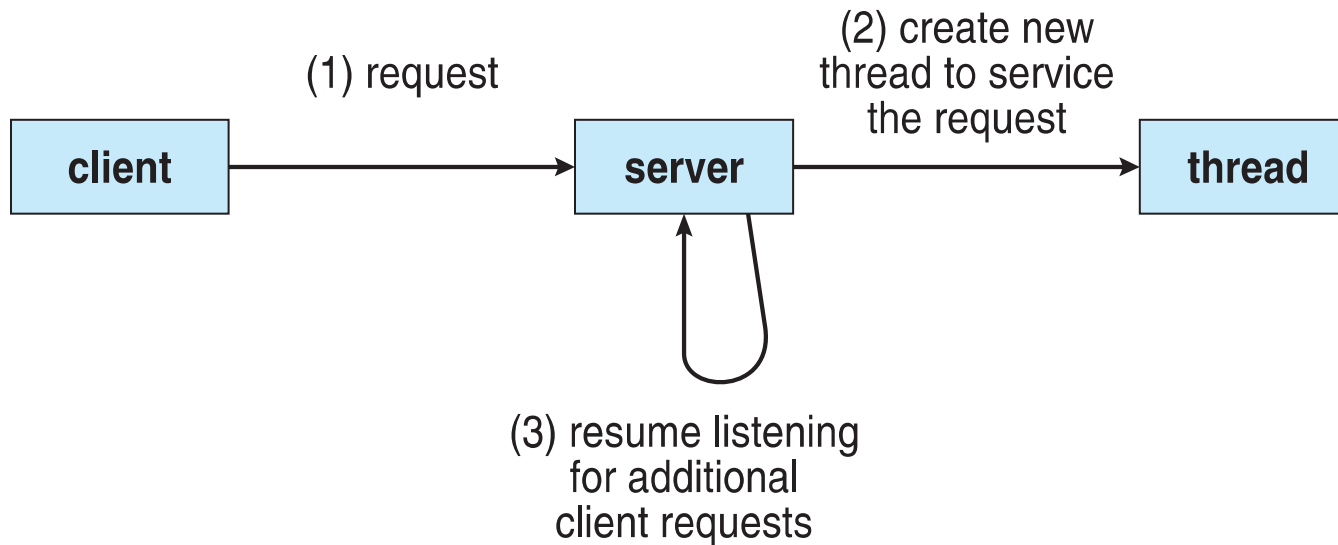 (1) request
(2) create new
thread to service
the request
client
server
thread
(3) resume listening
for additional
client requests